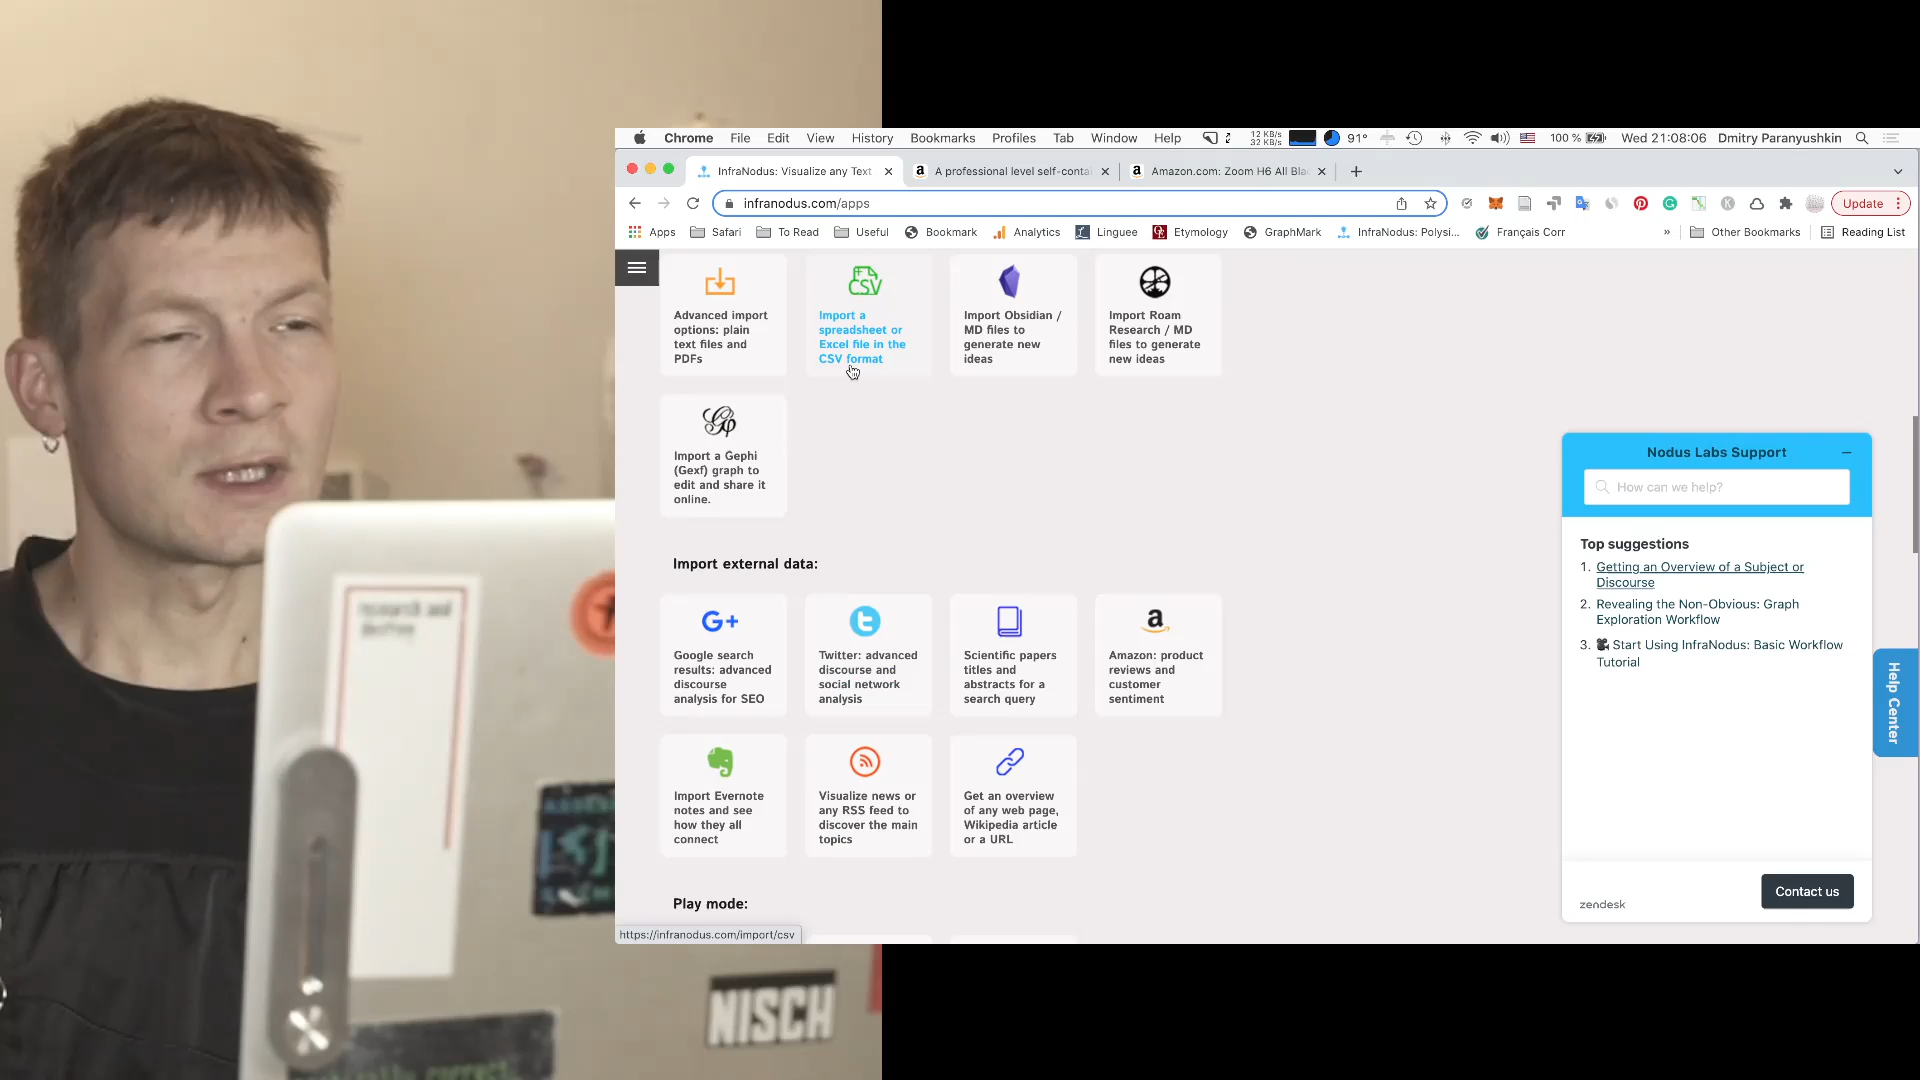 Chrome File Edit View History Bookmarks Profiles Tab Window Help 12 KB/s 32 KB/s 91° 100 % Wed 21:08:06 Dmitry Paranyushkin
InfraNodus: Visualize any Text
A professional level self-conta
Amazon.com: Zoom H6 All Bla
infranodus.com/apps
Update
Apps Safari To Read Useful Bookmark Analytics Linguee Etymology GraphMark InfraNodus: Polysi... Français Corr » Other Bookmarks Reading List
Advanced import
options: plain
text files and
PDFs
CSV
Import a
spreadsheet or
Excel file in the
CSV format
Import Obsidian /
MD files to
generate new
ideas
Import Roam
Research / MD
files to generate
new ideas
Import a Gephi
(Gexf) graph to
edit and share it
online.
Import external data:
G+
Google search
results: advanced
discourse
analysis for SEO
Twitter: advanced
discourse and
social network
analysis
Scientific papers
titles and
abstracts for a
search query
Amazon: product
reviews and
customer
sentiment
Import Evernote
notes and see
how they all
connect
Visualize news or
any RSS feed to
discover the main
topics
Get an overview
of any web page,
Wikipedia article
or a URL
Play mode:
https://infranodus.com/import/csv
Nodus Labs Support
How can we help?
Top suggestions
1. Getting an Overview of a Subject or
Discourse
2. Revealing the Non-Obvious: Graph
Exploration Workflow
3. Start Using InfraNodus: Basic Workflow
Tutorial
zendesk
Contact us
Help Center
research and
NISCH